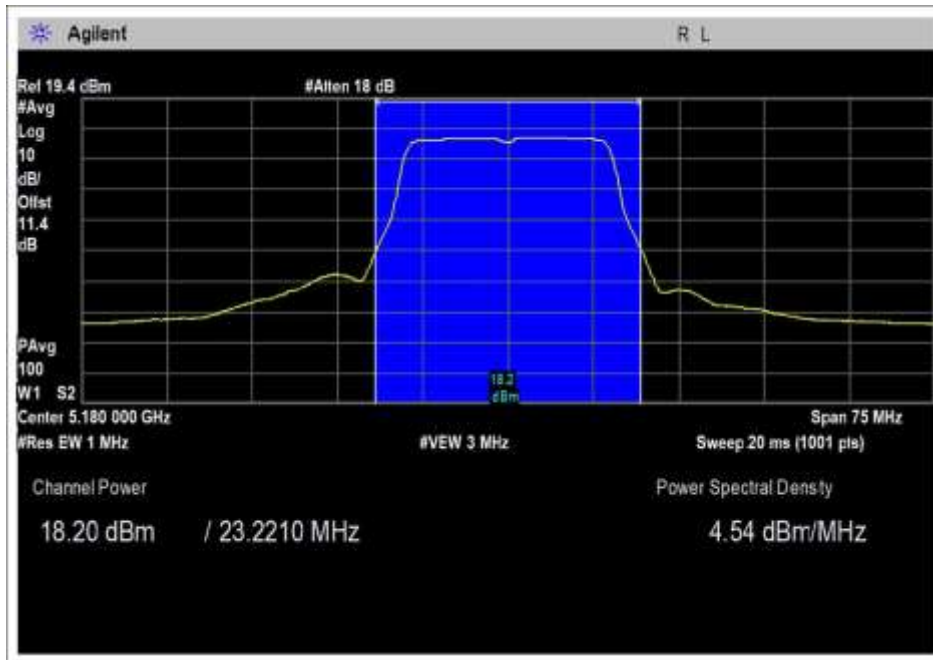 Agilent R L
Ref 19.4 dBm #Atten 18 dB
#Avg
Log
10
dB/
Offst
11.4
dB
18.2
dBm
PAvg
100
W1 S2
Center 5.180 000 GHz Span 75 MHz
#Res EW 1 MHz #VEW 3 MHz Sweep 20 ms (1001 pts)
Channel Power Power Spectral Density
18.20 dBm / 23.2210 MHz 4.54 dBm/MHz